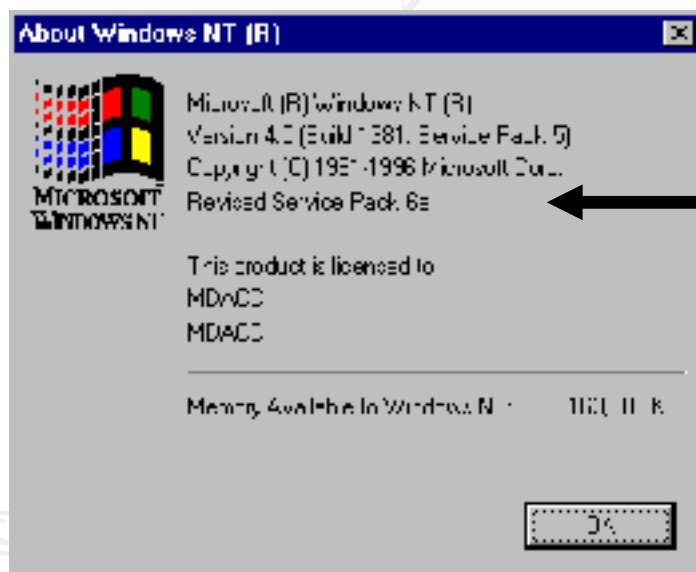 About Windows NT (R)
Microsoft (R) Windows NT (R)
Version 4.0 (Build 1381: Service Pack
Copyright (C) 1981-1996 Microsoft Corp.
Revised Service Pack 6a
MICROSOFT
WINDOWS NT
This product is licensed to
MDACC
MDACC
Memory Available to Windows NT:
OK